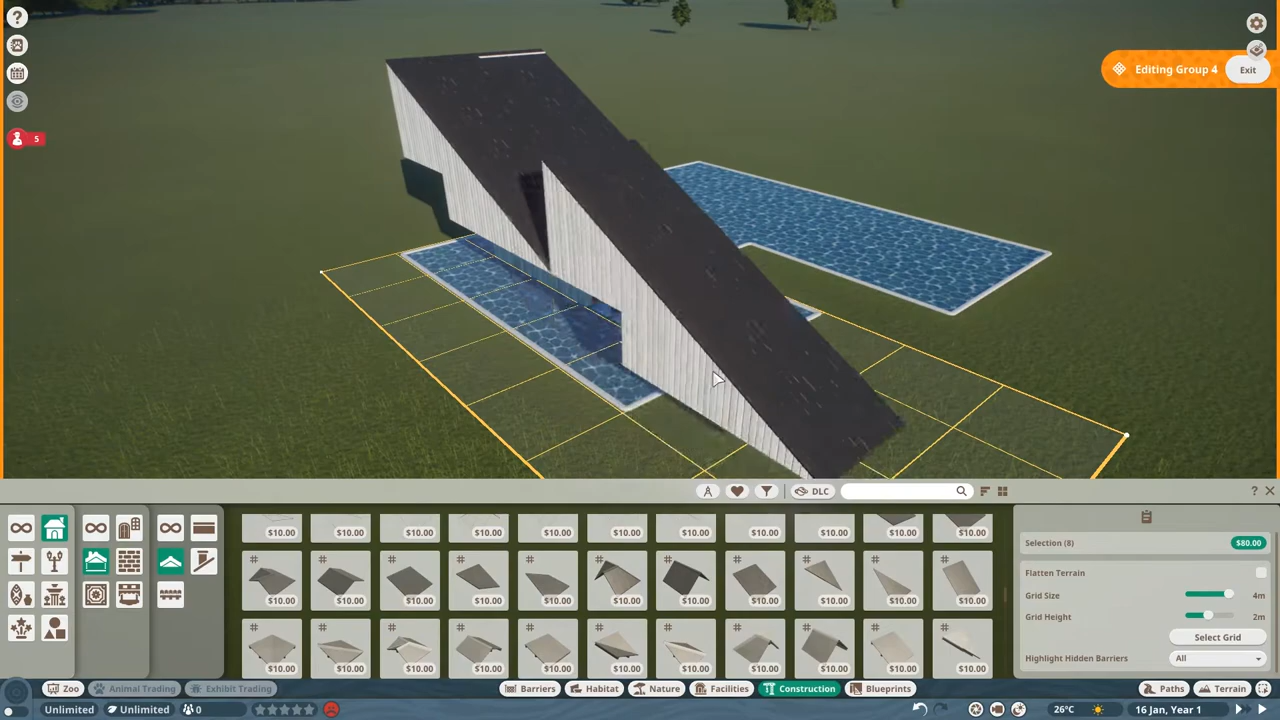 ?
Editing Group 4
Exit
5
DLC
? ×
$10.00 $10.00 $10.00 $10.00 $10.00 $10.00 $10.00 $10.00 $10.00 $10.00 $10.00
$10.00 $10.00 $10.00 $10.00 $10.00 $10.00 $10.00 $10.00 $10.00 $10.00 $10.00
$10.00 $10.00 $10.00 $10.00 $10.00 $10.00 $10.00 $10.00 $10.00 $10.00 $10.00
Selection (8) $80.00
Flatten Terrain
Grid Size 4m
Grid Height 2m
Select Grid
Highlight Hidden Barriers All
Zoo Animal Trading Exhibit Trading Barriers Habitat Nature Facilities Construction Blueprints Paths Terrain
Unlimited Unlimited 0 26°C 16 Jan, Year 1